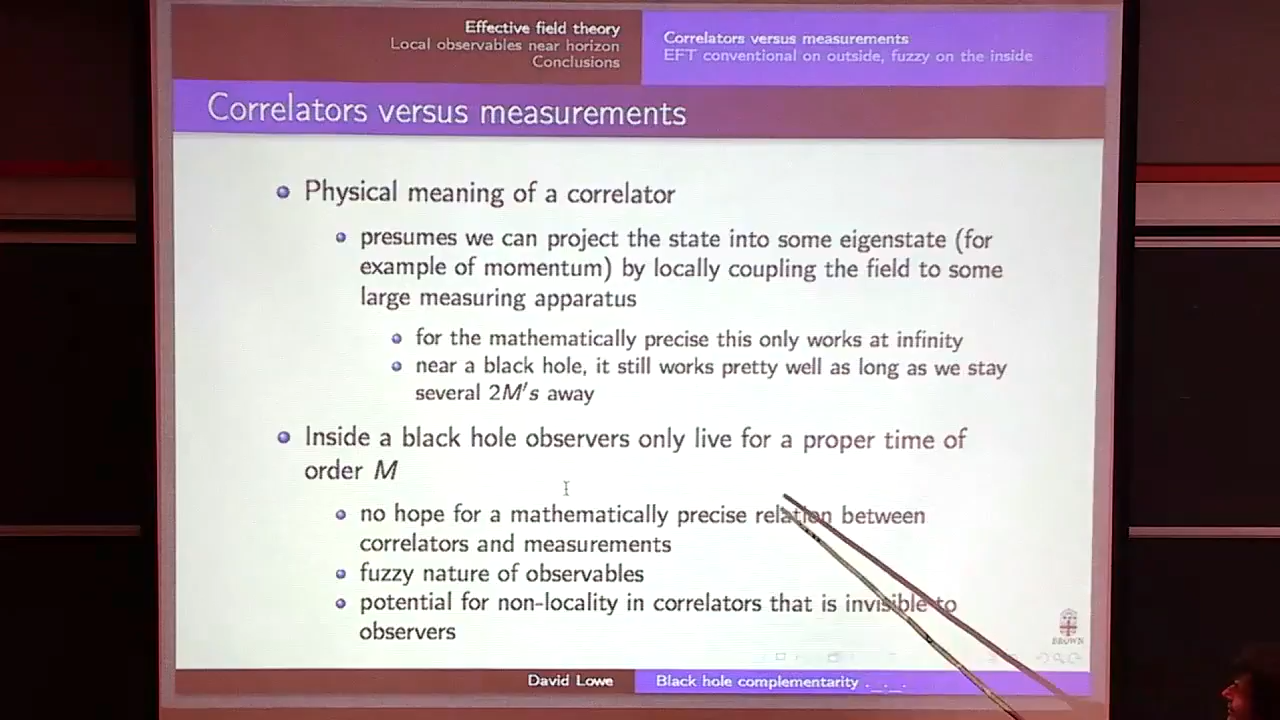 Effective field theory
Local observables near horizon
Conclusions
Correlators versus measurements
EFT conventional on outside, fuzzy on the inside
Correlators versus measurements
Physical meaning of a correlator
presumes we can project the state into some eigenstate (for
example of momentum) by locally coupling the field to some
large measuring apparatus
for the mathematically precise this only works at infinity
near a black hole, it still works pretty well as long as we stay
several 2M's away
Inside a black hole observers only live for a proper time of
order M
no hope for a mathematically precise relation between
correlators and measurements
fuzzy nature of observables
potential for non-locality in correlators that is invisible to
observers
BROWN
David Lowe
Black hole complementarity . . .